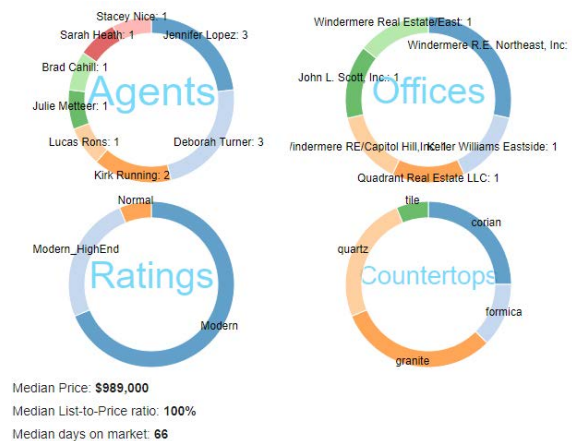 Stacey Nice: 1
Sarah Heath: 1
Jennifer Lopez: 3
Brad Cahill: 1
Agents
Julie Metteer: 1
Lucas Rons: 1
Deborah Turner: 3
Kirk Running: 2
Windermere Real Estate/East: 1
Windermere R.E. Northeast, Inc:
John L. Scott, Inc.: 1
Offices
/indermere RE/Capitol Hill,Inc.: 1
Keller Williams Eastside: 1
Quadrant Real Estate LLC: 1
Normal
Modern_HighEnd
Ratings
Modern
tile
corian
quartz
Countertops
formica
granite
Median Price: $989,000
Median List-to-Price ratio: 100%
Median days on market: 66